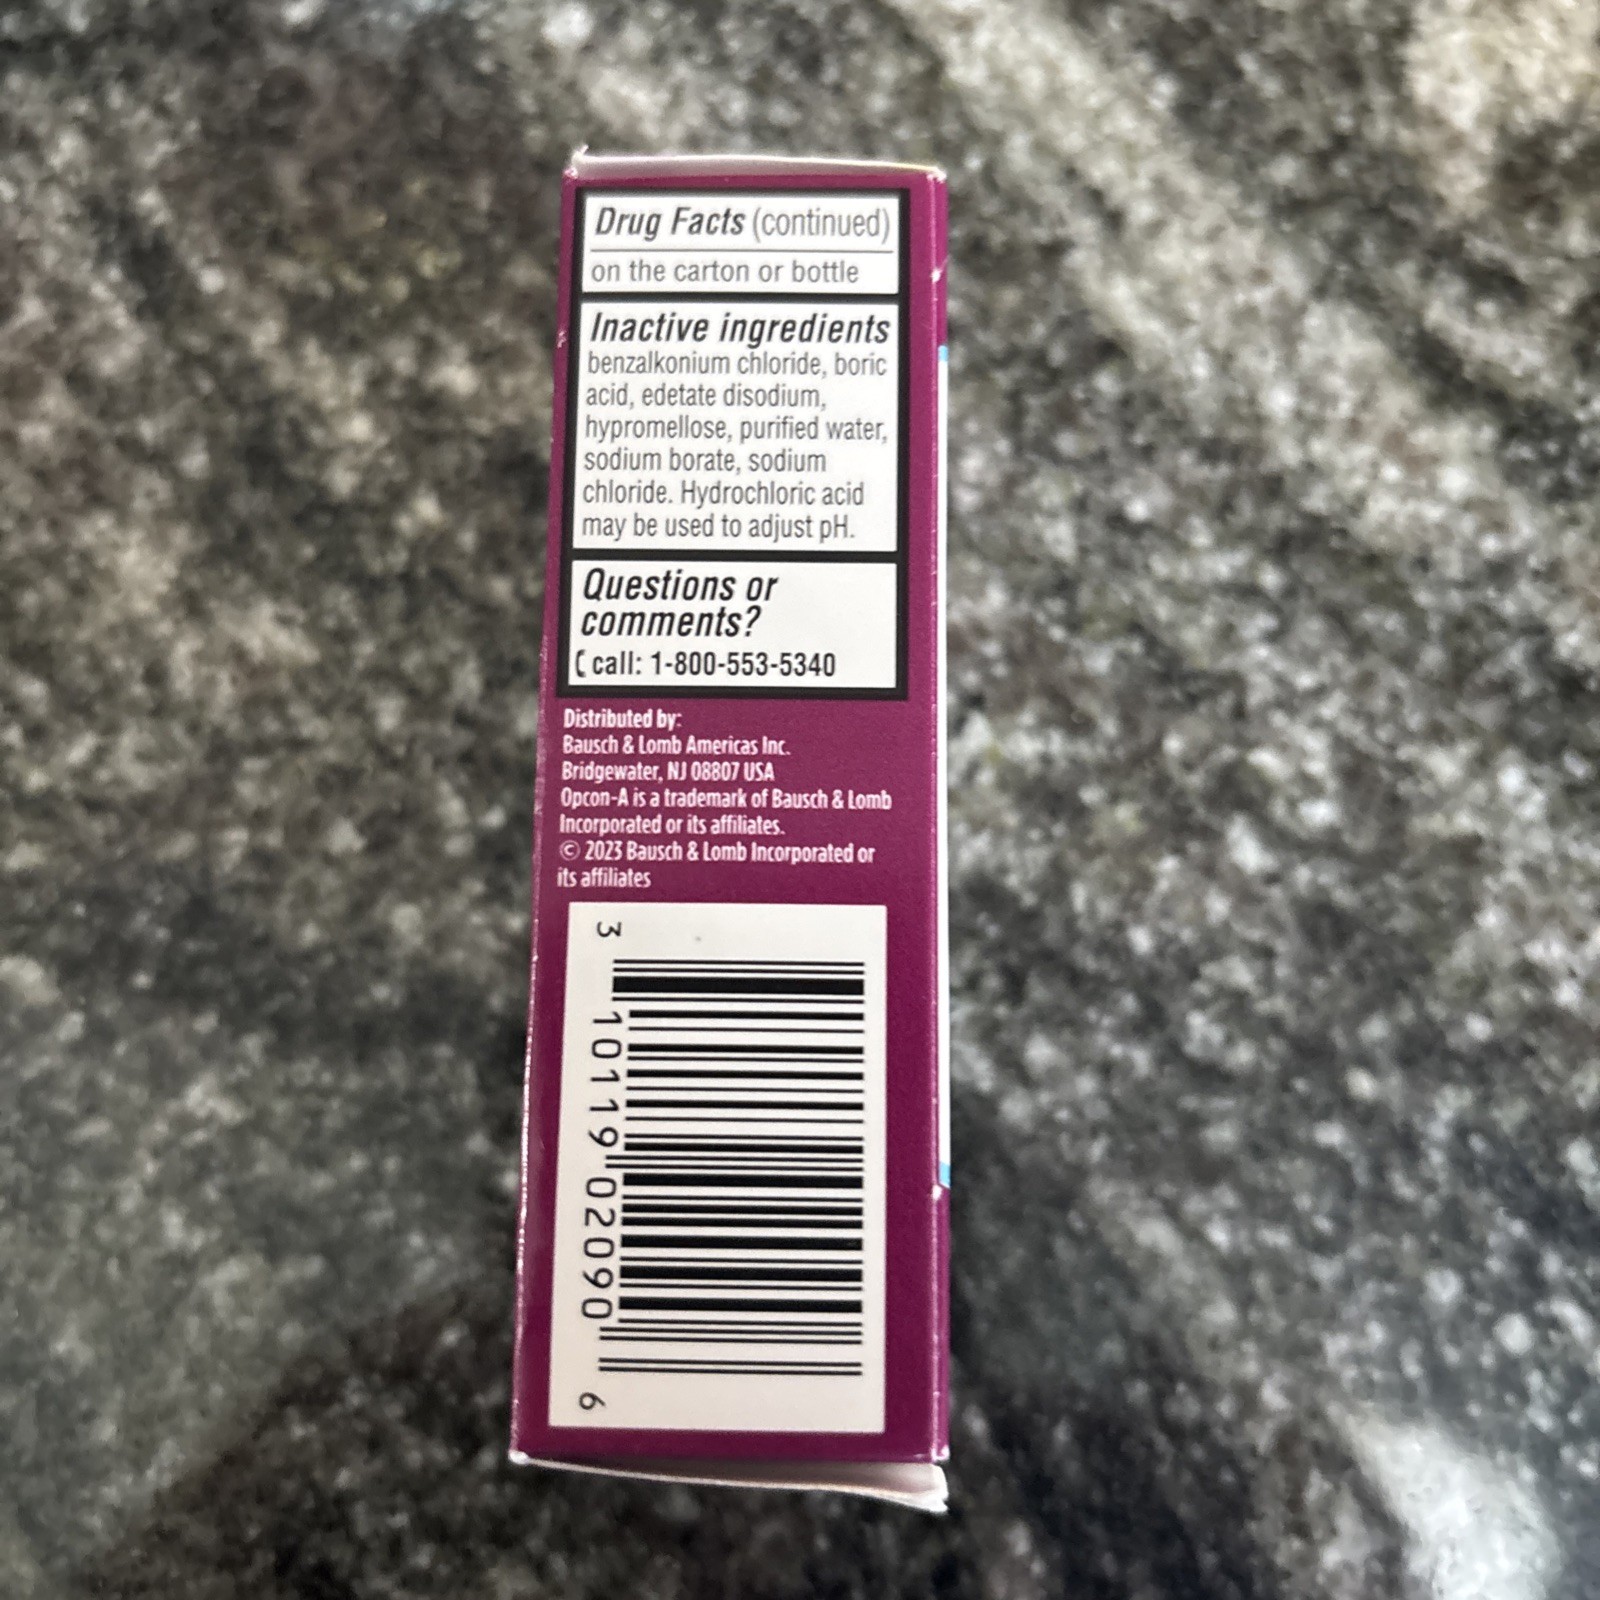 Drug Facts (continued)
on the carton or bottle
Inactive ingredients
benzalkonium chloride, boric
acid, edetate disodium,
hypromellose, purified water,
sodium borate, sodium
chloride. Hydrochloric acid
may be used to adjust pH.
Questions or
comments?
call: 1-800-553-5340
Distributed by:
Bausch & Lomb Americas Inc.
Bridgewater, NJ 08807 USA
Opcon-A is a trademark of Bausch & Lomb
Incorporated or its affiliates.
© 2023 Bausch & Lomb Incorporated or
its affiliates
3 10119 02090 6